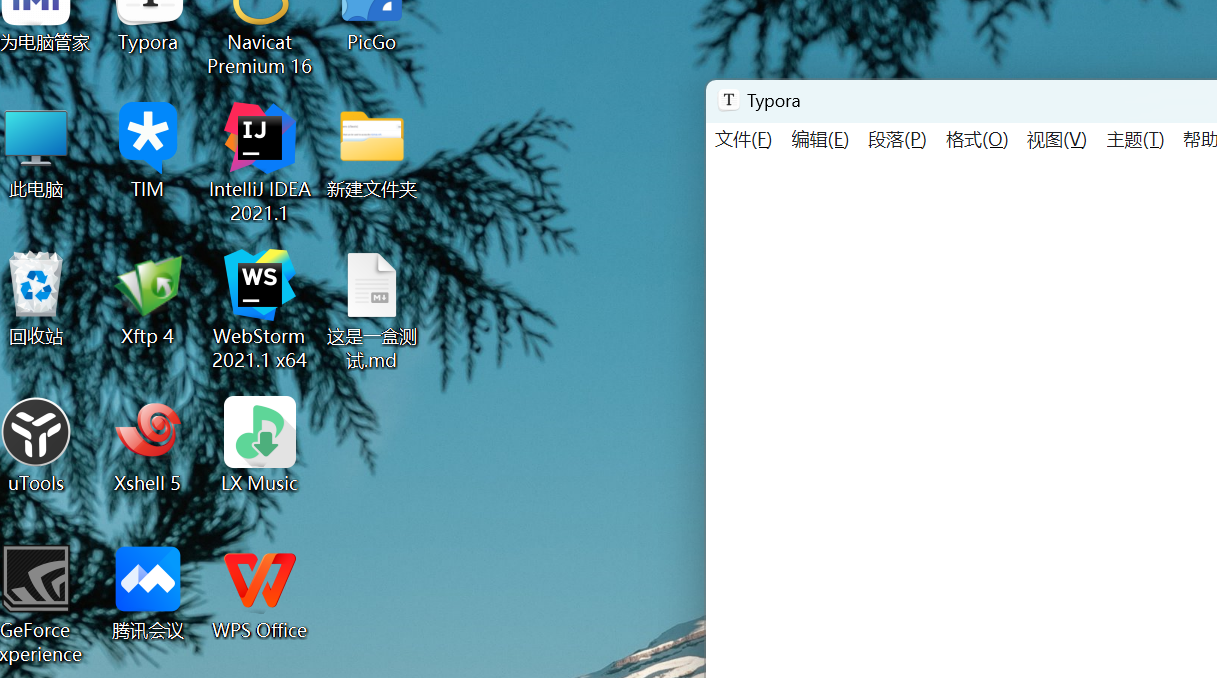 为电脑管家
Typora
Navicat
Premium 16
PicGo
T Typora
文件(F) 编辑(E) 段落(P) 格式(O) 视图(V) 主题(T) 帮助
IJ
此电脑
TIM
IntelliJ IDEA
2021.1
新建文件夹
WS
M
回收站
Xftp 4
WebStorm
2021.1 x64
这是一盒测
试.md
uTools
Xshell 5
LX Music
GeForce
xperience
腾讯会议
WPS Office